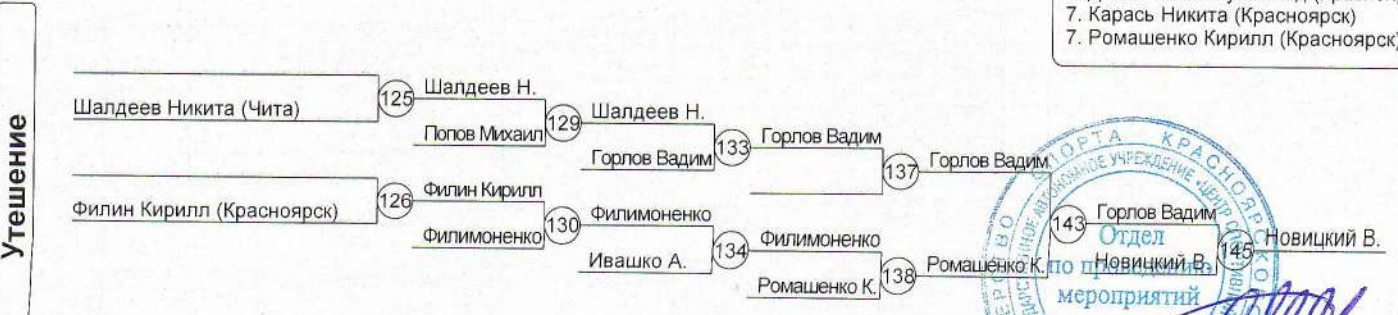 7. Карась Никита (Красноярск)
7. Ромашенко Кирилл (Красноярск)
Утешение
Шалдеев Никита (Чита)
125
Шалдеев Н.
Попов Михаил
129
Шалдеев Н.
Горлов Вадим
133
Горлов Вадим
137
Горлов Вадим
Филин Кирилл (Красноярск)
126
Филин Кирилл
Филимоненко
130
Филимоненко
Ивашко А.
134
Филимоненко
Ромашенко К.
138
Ромашенко К.
143
Горлов Вадим
Новицкий В.
145
Новицкий В.
Отдел
по проведению
мероприятий